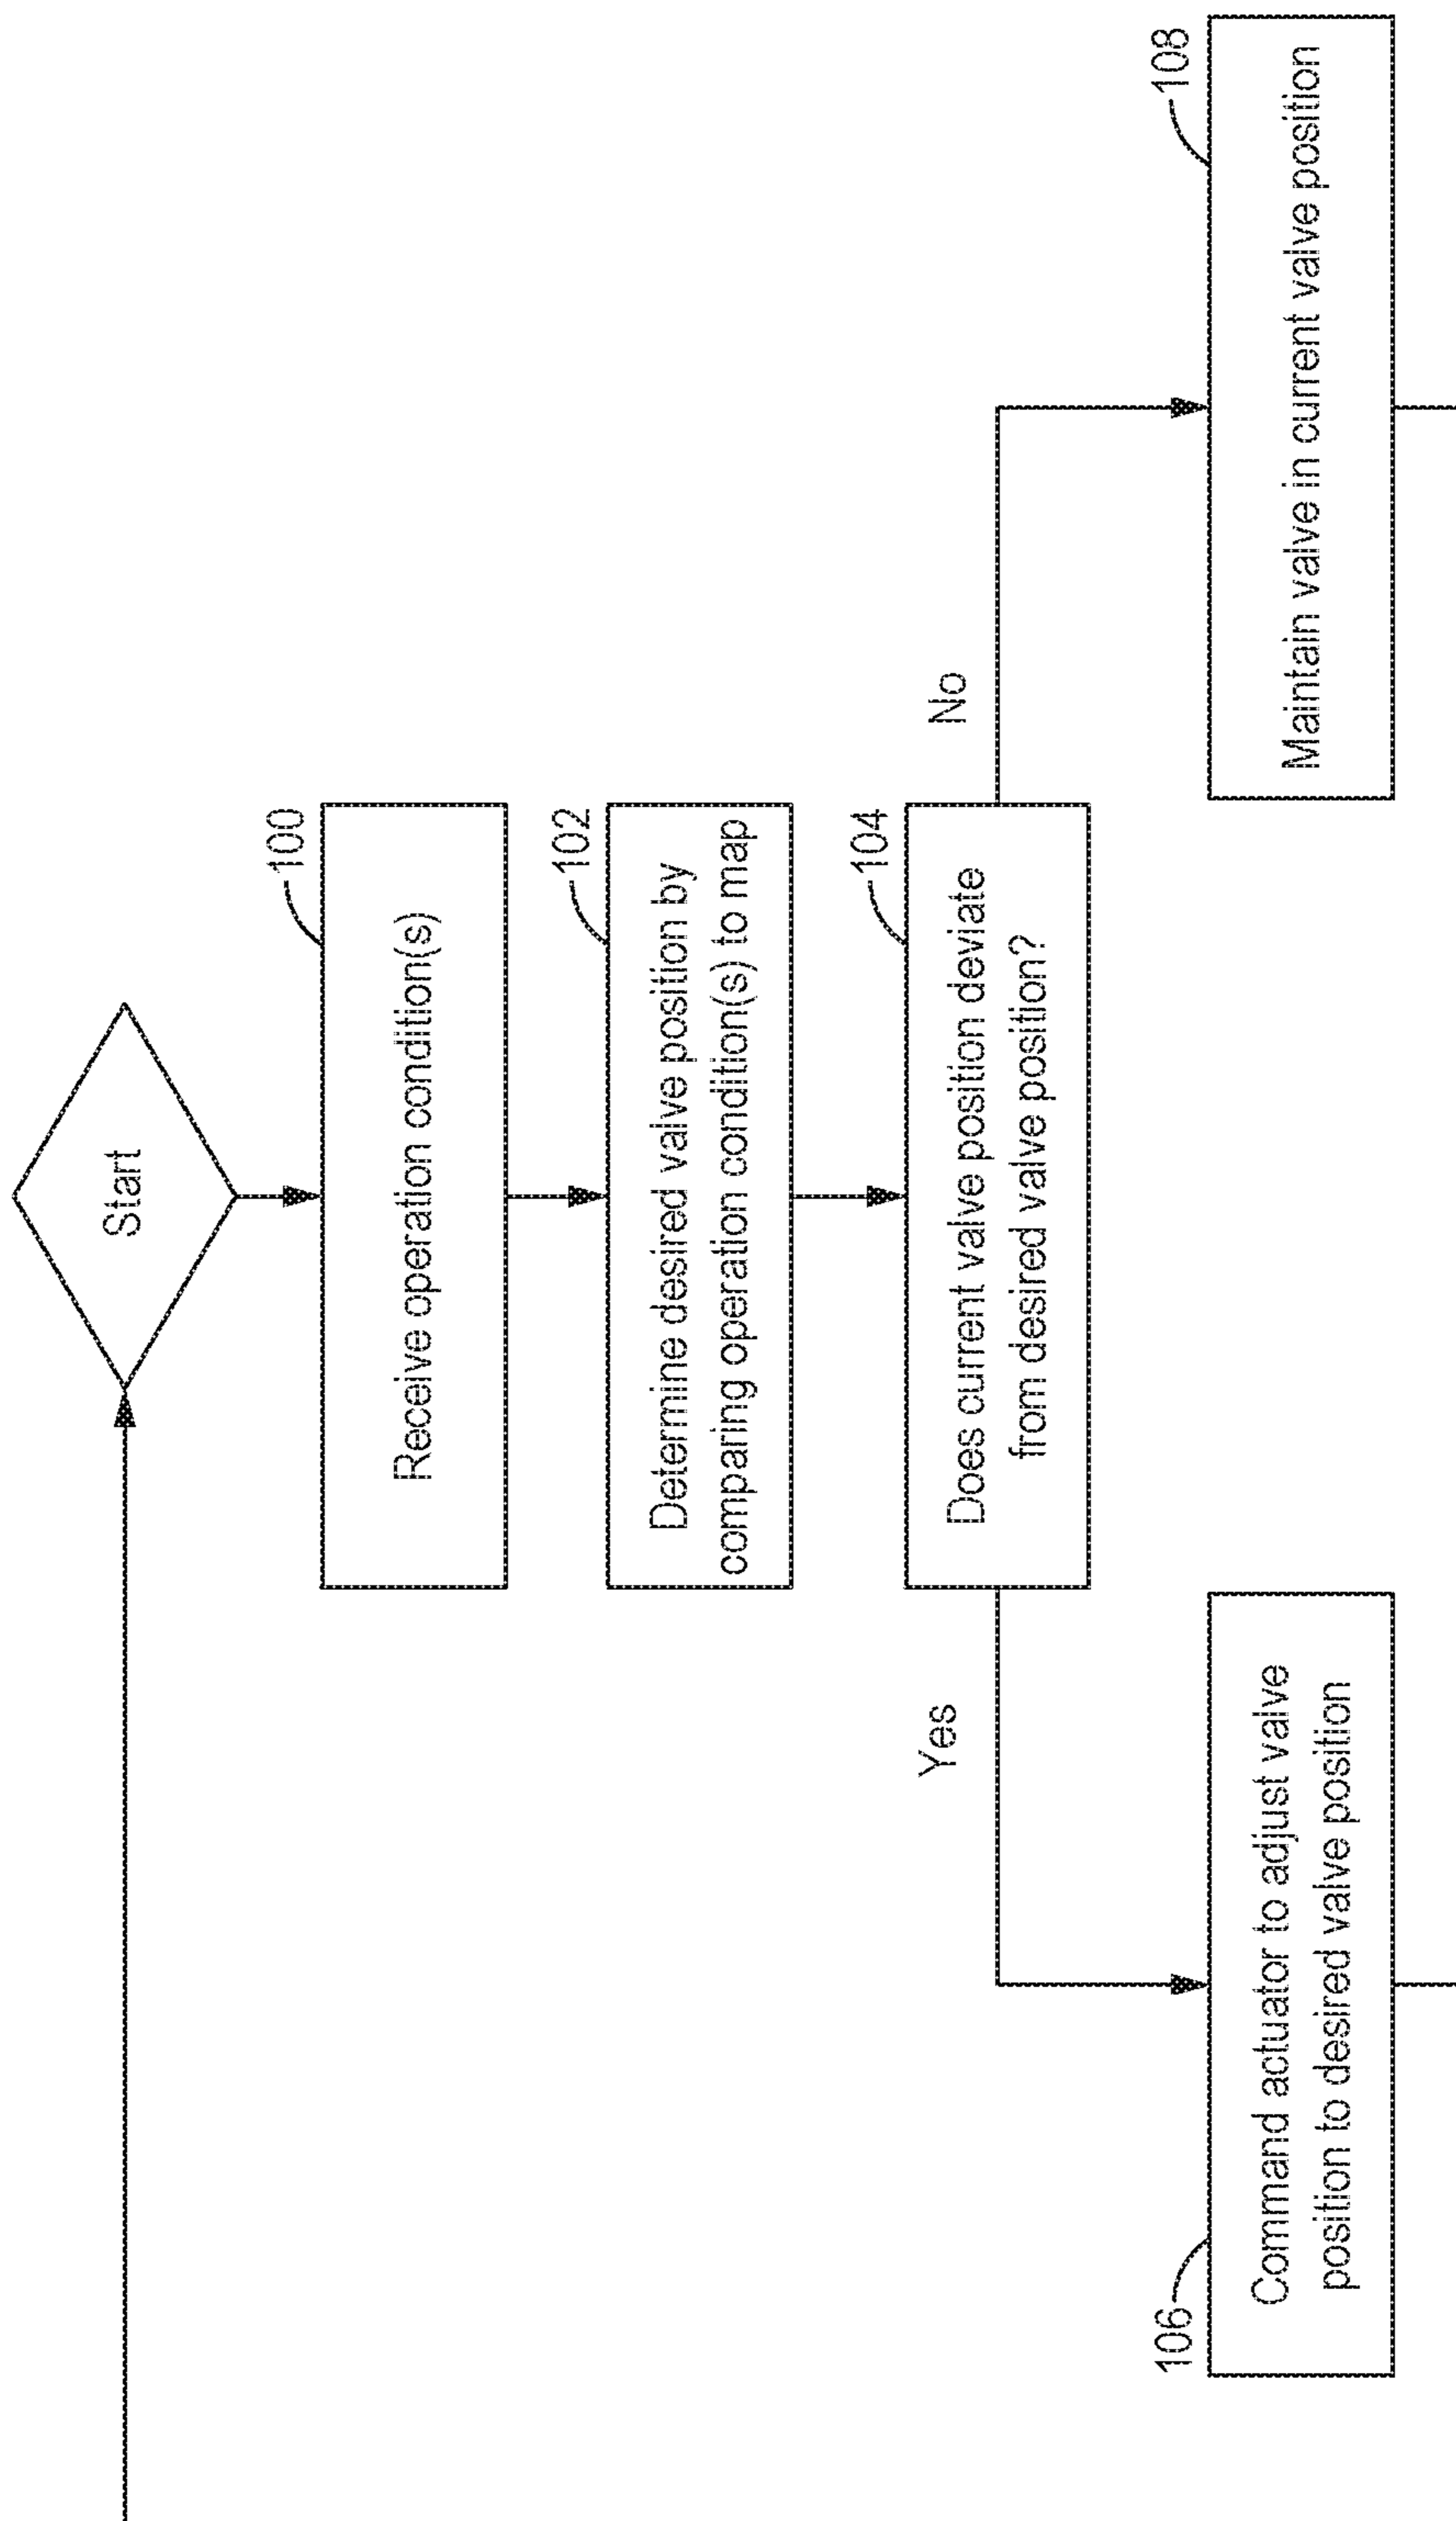 Start
100
Receive operation condition(s)
102
Determine desired valve position by
comparing operation condition(s) to map
104
Does current valve position deviate
from desired valve position?
Yes
No
106
Command actuator to adjust valve
position to desired valve position
108
Maintain valve in current valve position